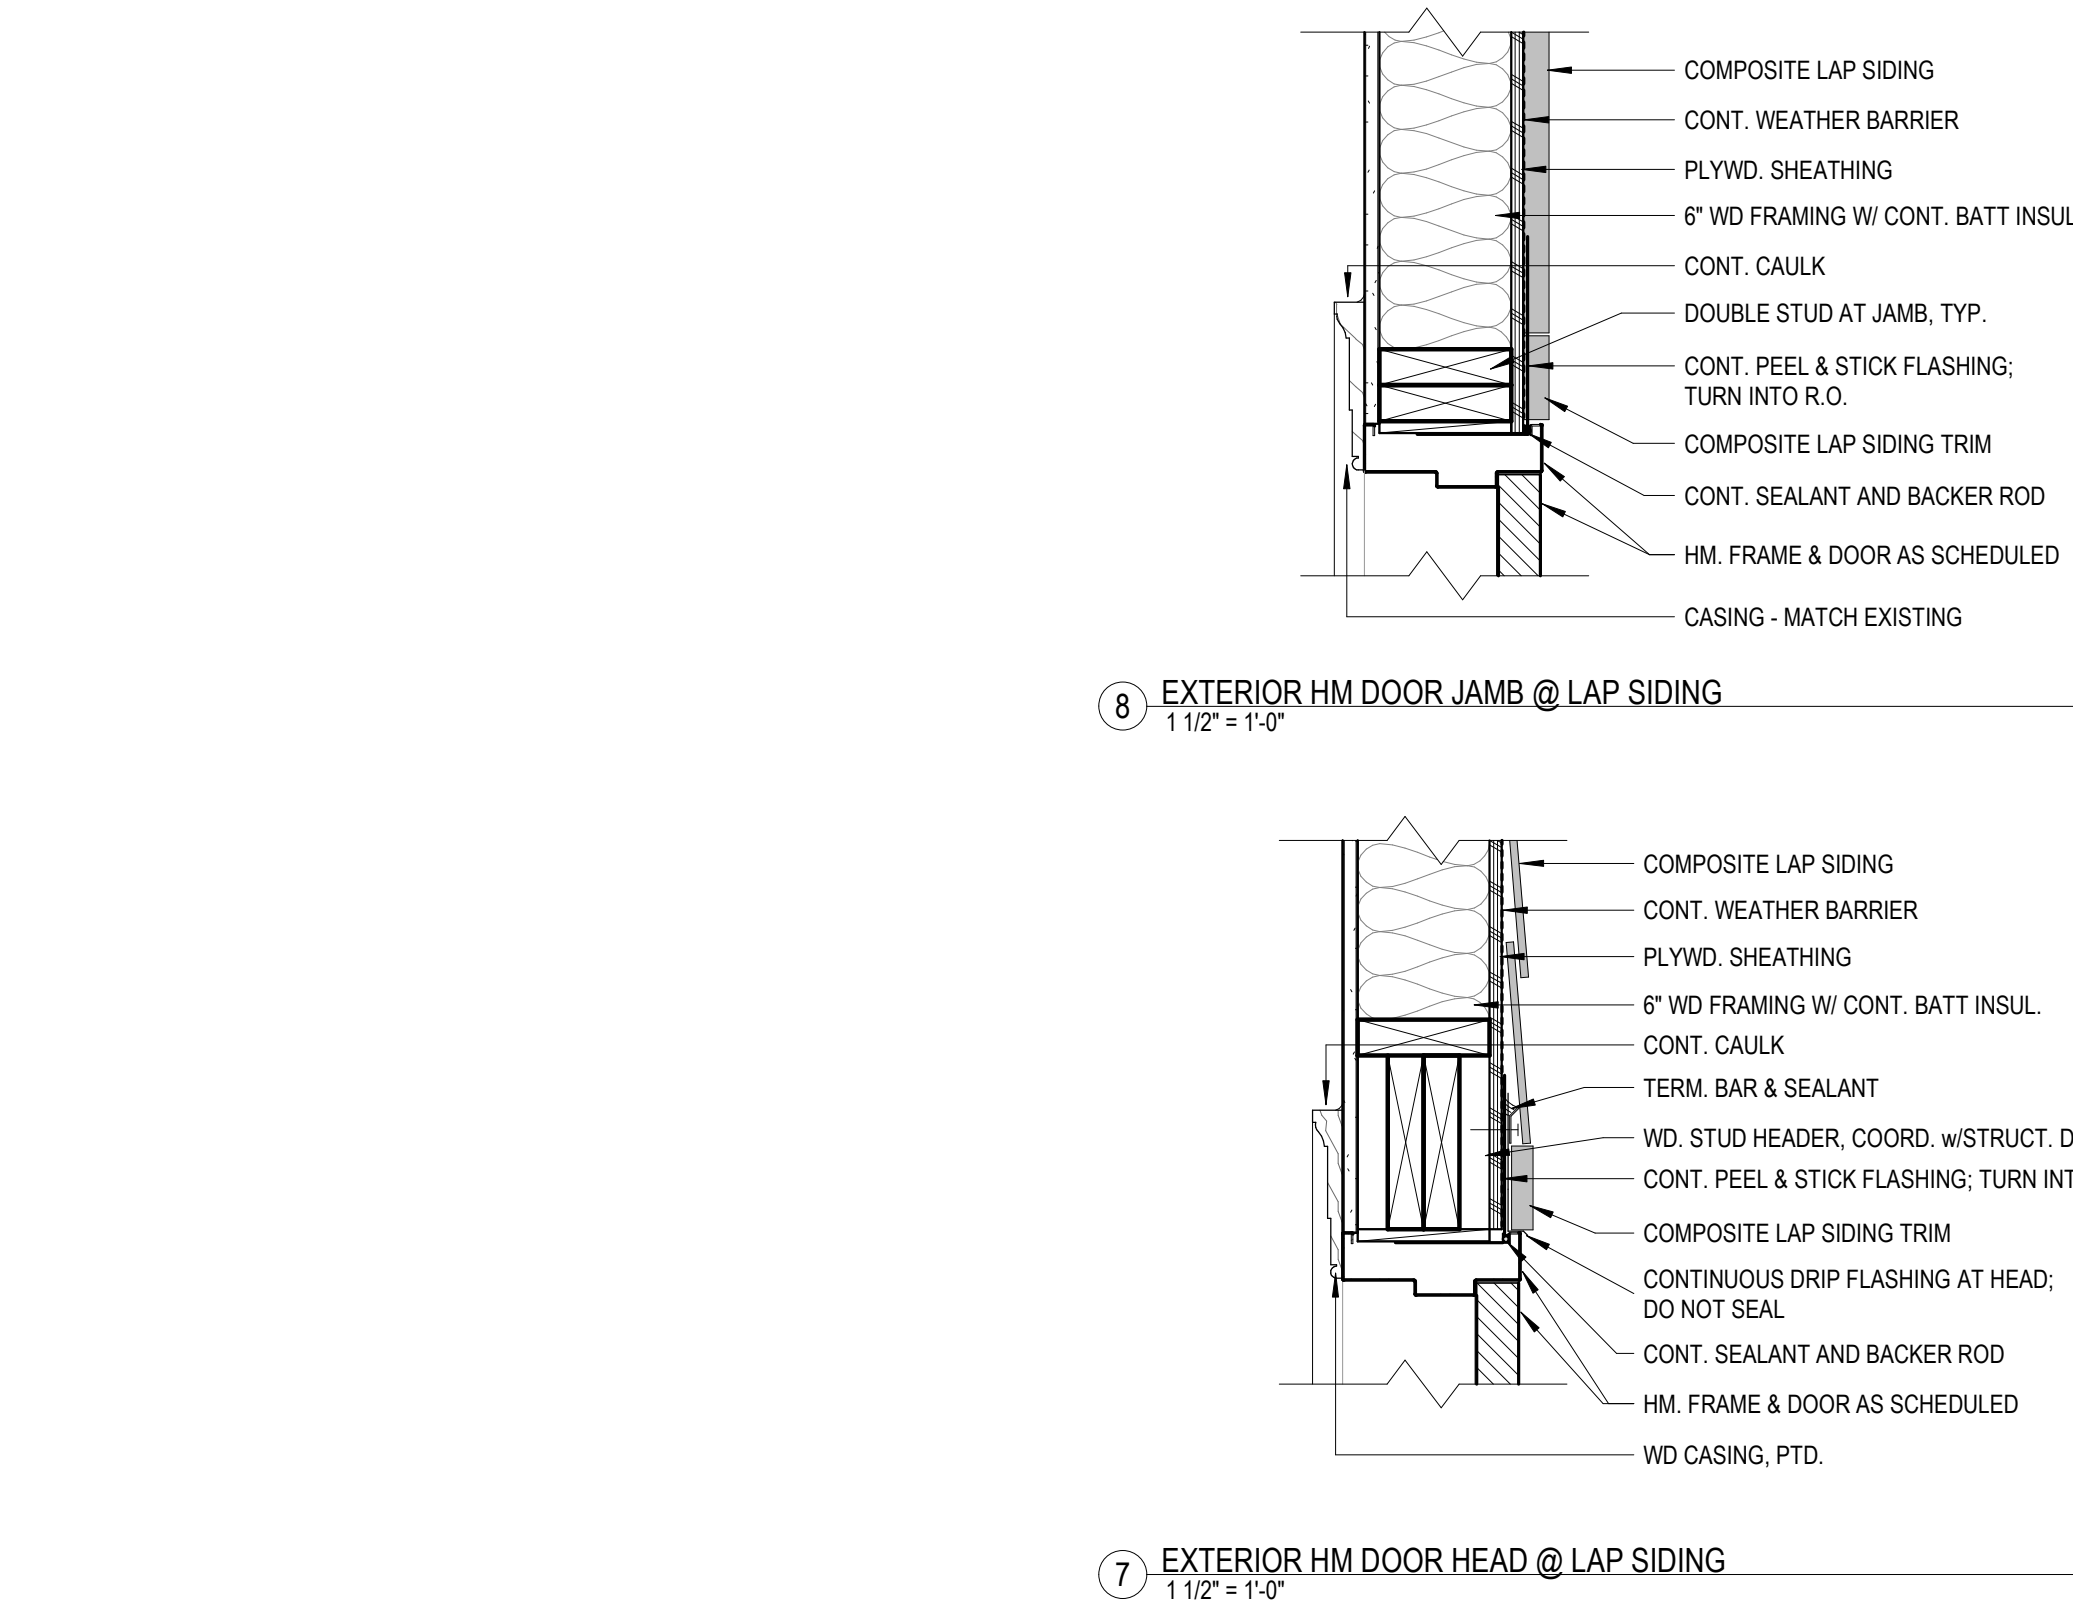 COMPOSITE LAP SIDING
CONT. WEATHER BARRIER
PLYWD. SHEATHING
6" WD FRAMING W/ CONT. BATT INSUL
CONT. CAULK
DOUBLE STUD AT JAMB, TYP.
CONT. PEEL & STICK FLASHING;
TURN INTO R.O.
COMPOSITE LAP SIDING TRIM
CONT. SEALANT AND BACKER ROD
HM. FRAME & DOOR AS SCHEDULED
CASING - MATCH EXISTING
8 EXTERIOR HM DOOR JAMB @ LAP SIDING
1 1/2" = 1'-0"
COMPOSITE LAP SIDING
CONT. WEATHER BARRIER
PLYWD. SHEATHING
6" WD FRAMING W/ CONT. BATT INSUL.
CONT. CAULK
TERM. BAR & SEALANT
WD. STUD HEADER, COORD. w/STRUCT. D
CONT. PEEL & STICK FLASHING; TURN INT
COMPOSITE LAP SIDING TRIM
CONTINUOUS DRIP FLASHING AT HEAD;
DO NOT SEAL
CONT. SEALANT AND BACKER ROD
HM. FRAME & DOOR AS SCHEDULED
WD CASING, PTD.
7 EXTERIOR HM DOOR HEAD @ LAP SIDING
1 1/2" = 1'-0"